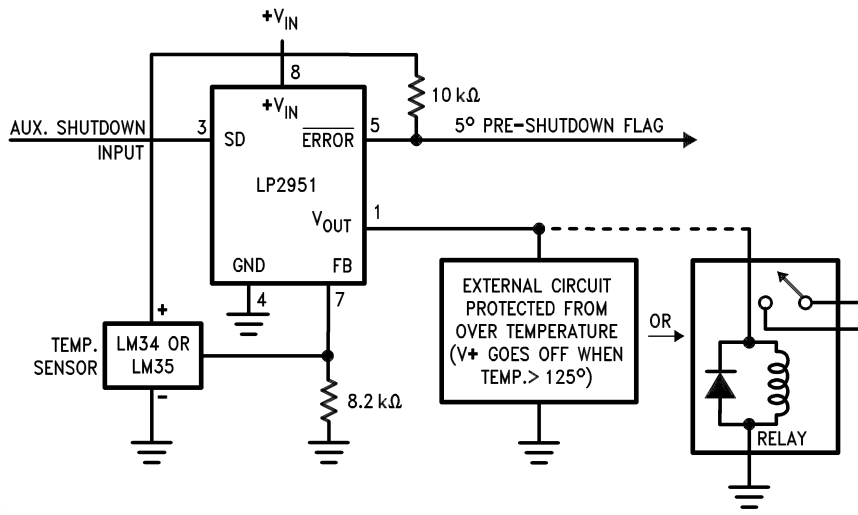 +VIN
8
+VIN
10 kΩ
AUX. SHUTDOWN
INPUT
3
SD
ERROR
5
5° PRE-SHUTDOWN FLAG
LP2951
VOUT
1
GND
FB
4
7
+
TEMP.
SENSOR
LM34 OR
LM35
-
8.2 kΩ
EXTERNAL CIRCUIT
PROTECTED FROM
OVER TEMPERATURE
(V+ GOES OFF WHEN
TEMP.> 125°)
OR
RELAY